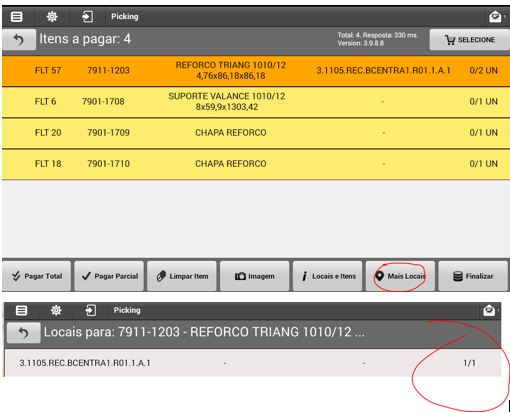 Picking
Itens a pagar: 4
Total: 4. Resposta: 330 ms.
Version: 3.9.8.8
SELECIONE
FLT 57 7911-1203 REFORCO TRIANG 1010/12 4,76x86,18x86,18 3.1105.REC.BCENTRA1.R01.1.A.1 0/2 UN
FLT 6 7901-1708 SUPORTE VALANCE 1010/12 8x59,9x1303,42 - 0/1 UN
FLT 20 7901-1709 CHAPA REFORCO - 0/1 UN
FLT 18 7901-1710 CHAPA REFORCO - 0/1 UN
Pagar Total Pagar Parcial Limpar Item Imagem Locais e Itens Mais Locais Finalizar
Picking
Locais para: 7911-1203 - REFORCO TRIANG 1010/12 ...
3.1105.REC.BCENTRA1.R01.1.A.1 - - 1/1